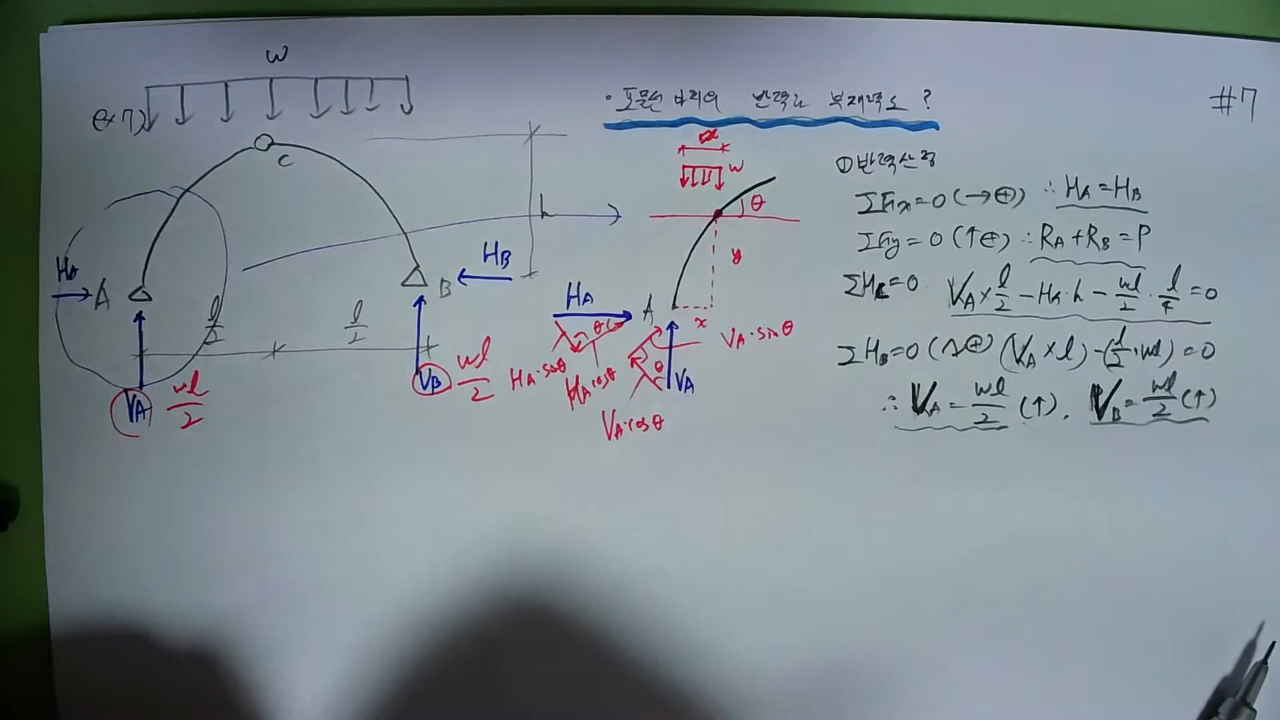 #7
ex7)
w
C
h
HA
A
HB
B
l/2
l/2
VA wl/2
VB wl/2
· 포물선 아치의 반력과 부재력은?
x
w
θ
y
HA
A
x
θ
HA·sinθ
HA·cosθ
VA·sinθ
θ
VA
VA·cosθ
① 반력산정
ΣFx=0 (→⊕) ∴ HA=HB
ΣFy=0 (↑⊕) ∴ RA+RB=P
ΣMC=0 VA×l/2-HA·h-wl/2·l/4=0
ΣMB=0 (↷⊕) (VA×l)-(l/2·wl)=0
∴ VA=wl/2 (↑), VB=wl/2 (↑)